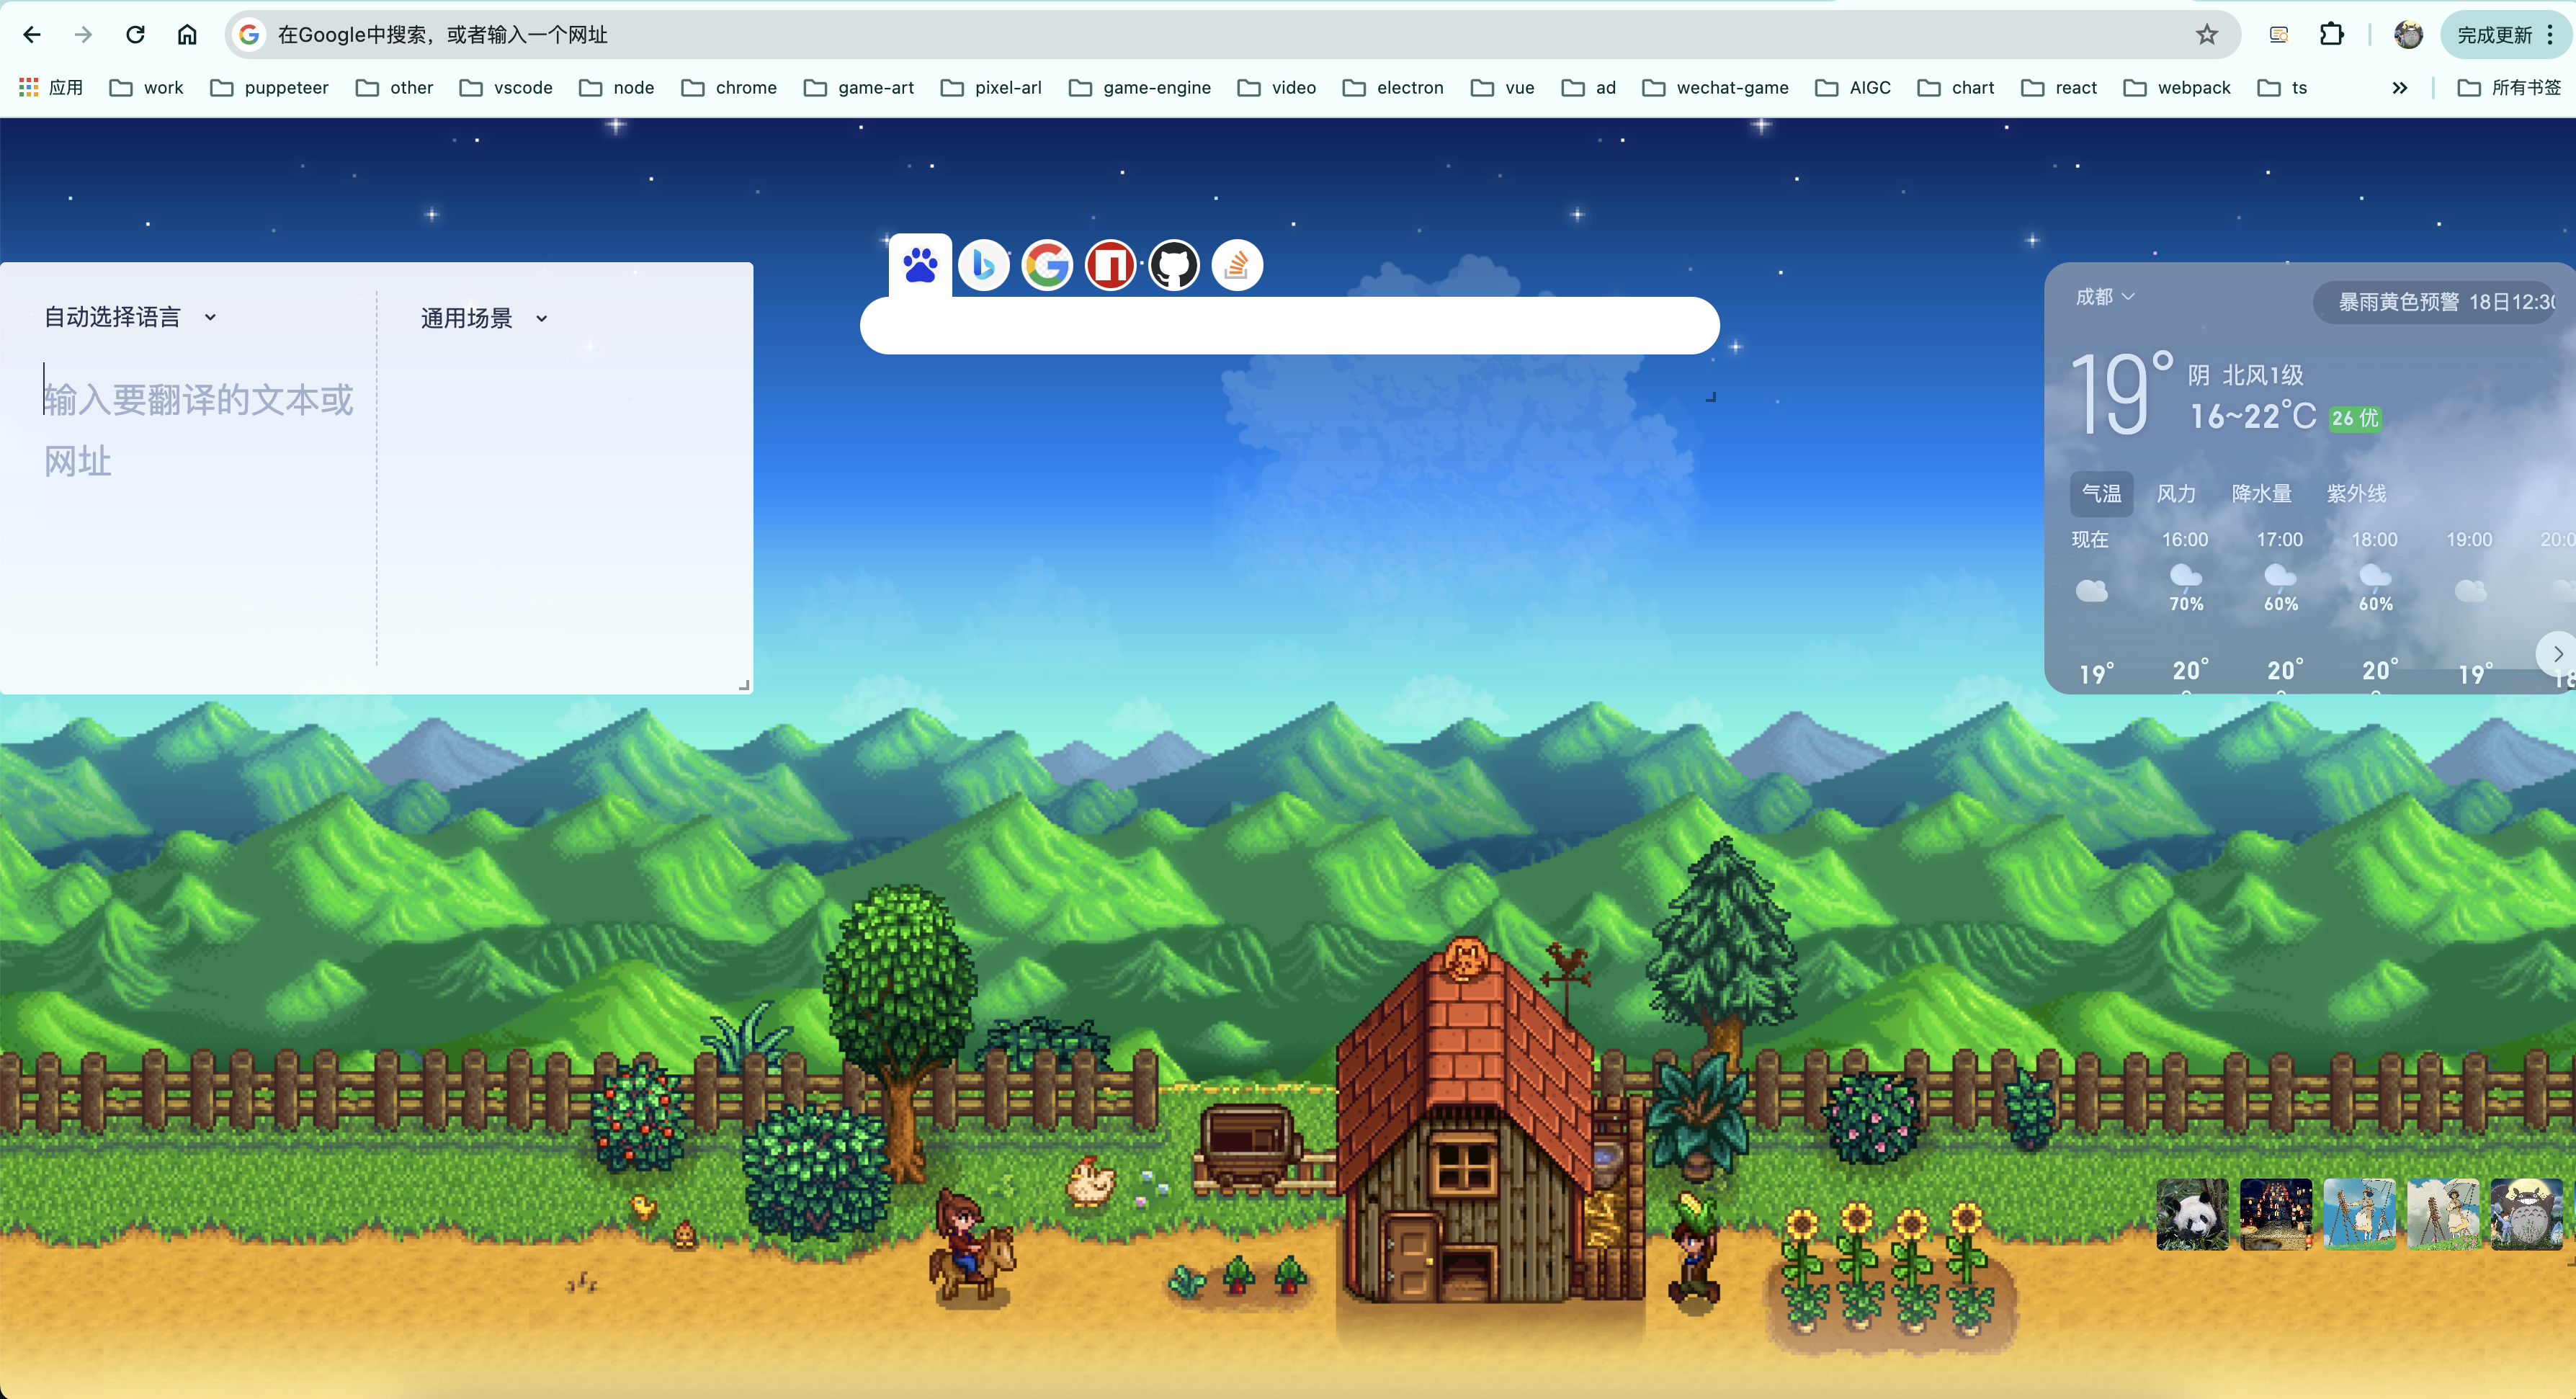 在Google中搜索，或者输入一个网址
完成更新
应用 work puppeteer other vscode node chrome game-art pixel-arl game-engine video electron vue ad wechat-game AIGC chart react webpack ts 所有书签
自动选择语言
通用场景
输入要翻译的文本或
网址
成都
暴雨黄色预警 18日12:30
19°
阴 北风1级
16~22°C 26 优
气温 风力 降水量 紫外线
现在 16:00 17:00 18:00 19:00 20:0
70% 60% 60%
19° 20° 20° 20° 19° 18